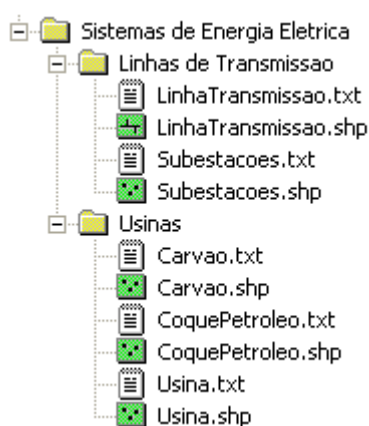 Sistemas de Energia Eletrica
Linhas de Transmissao
LinhaTransmissao.txt
LinhaTransmissao.shp
Subestacoes.txt
Subestacoes.shp
Usinas
Carvao.txt
Carvao.shp
CoquePetroleo.txt
CoquePetroleo.shp
Usina.txt
Usina.shp